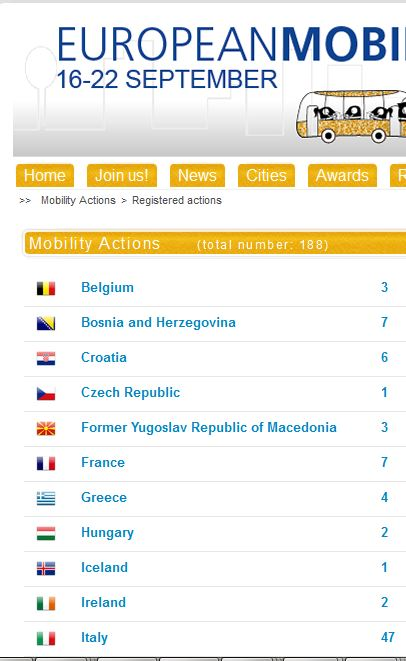 EUROPEANMOBI
16-22 SEPTEMBER
Home Join us! News Cities Awards R
>> Mobility Actions > Registered actions
Mobility Actions (total number: 188)
Belgium 3
Bosnia and Herzegovina 7
Croatia 6
Czech Republic 1
Former Yugoslav Republic of Macedonia 3
France 7
Greece 4
Hungary 2
Iceland 1
Ireland 2
Italy 47